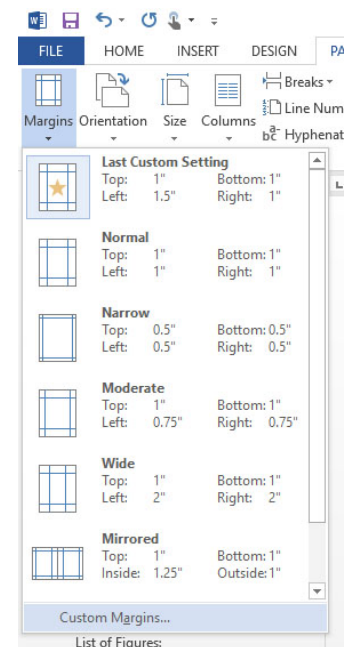 FILE HOME INSERT DESIGN PA
Breaks
Line Num
Margins Orientation Size Columns
bc Hyphenat
Last Custom Setting
Top: 1" Bottom: 1"
Left: 1.5" Right: 1"
Normal
Top: 1" Bottom: 1"
Left: 1" Right: 1"
Narrow
Top: 0.5" Bottom: 0.5"
Left: 0.5" Right: 0.5"
Moderate
Top: 1" Bottom: 1"
Left: 0.75" Right: 0.75"
Wide
Top: 1" Bottom: 1"
Left: 2" Right: 2"
Mirrored
Top: 1" Bottom: 1"
Inside: 1.25" Outside: 1"
Custom Margins...
List of Figures: